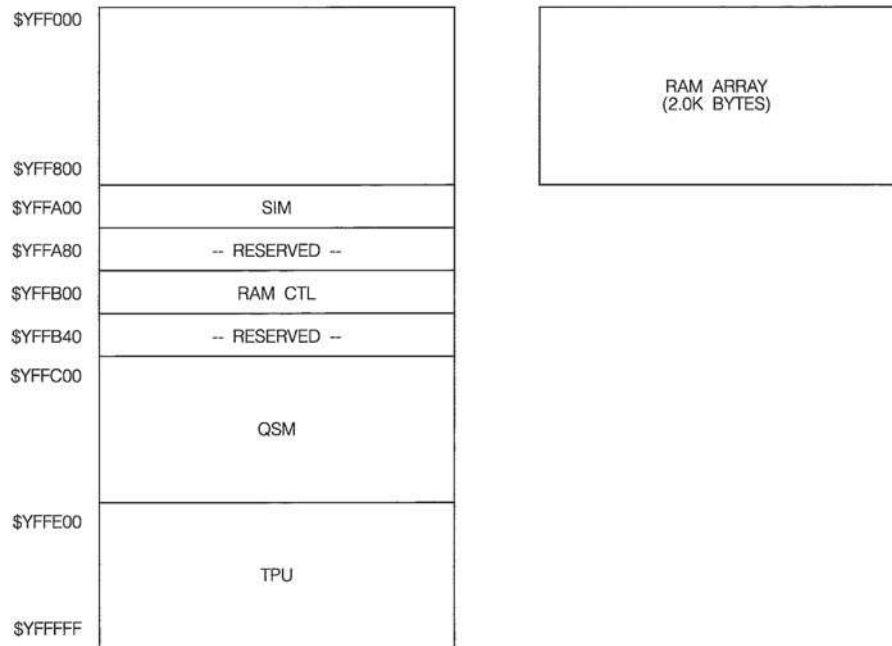 $YFF000
RAM ARRAY
(2.0K BYTES)
$YFF800
$YFFA00 SIM
$YFFA80 -- RESERVED --
$YFFB00 RAM CTL
$YFFB40 -- RESERVED --
$YFFC00
QSM
$YFFE00
TPU
$YFFFFF